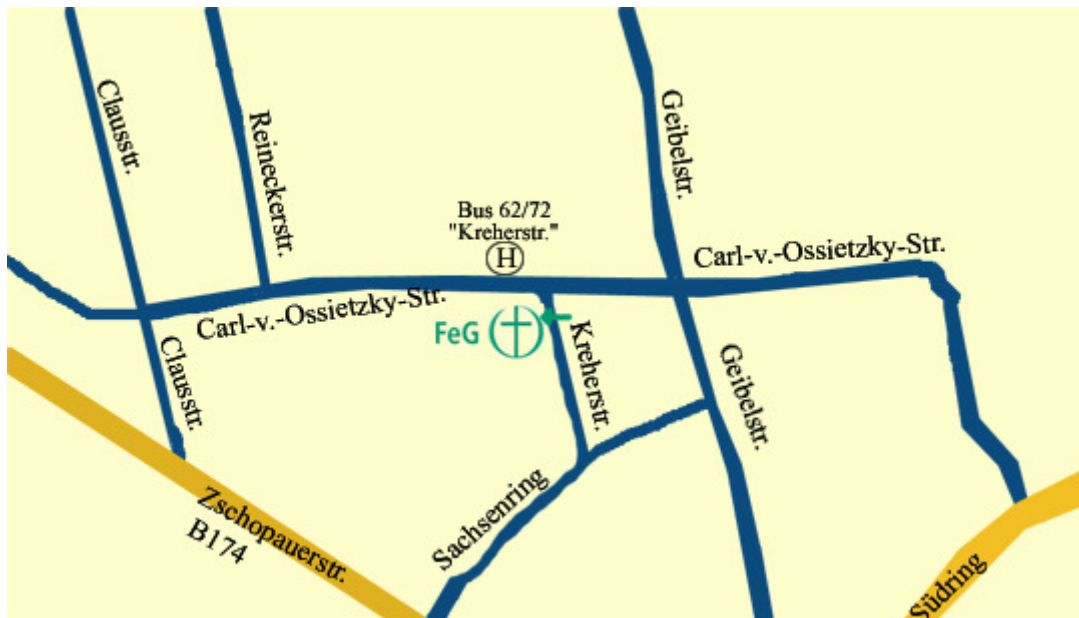 Clausstr.
Reineckerstr.
Geibelstr.
Bus 62/72
"Kreherstr."
H
Carl-v.-Ossietzky-Str.
Carl-v.-Ossietzky-Str.
FeG
Kreherstr.
Clausstr.
Geibelstr.
Sachsenring
Zschopauerstr.
B174
Südring